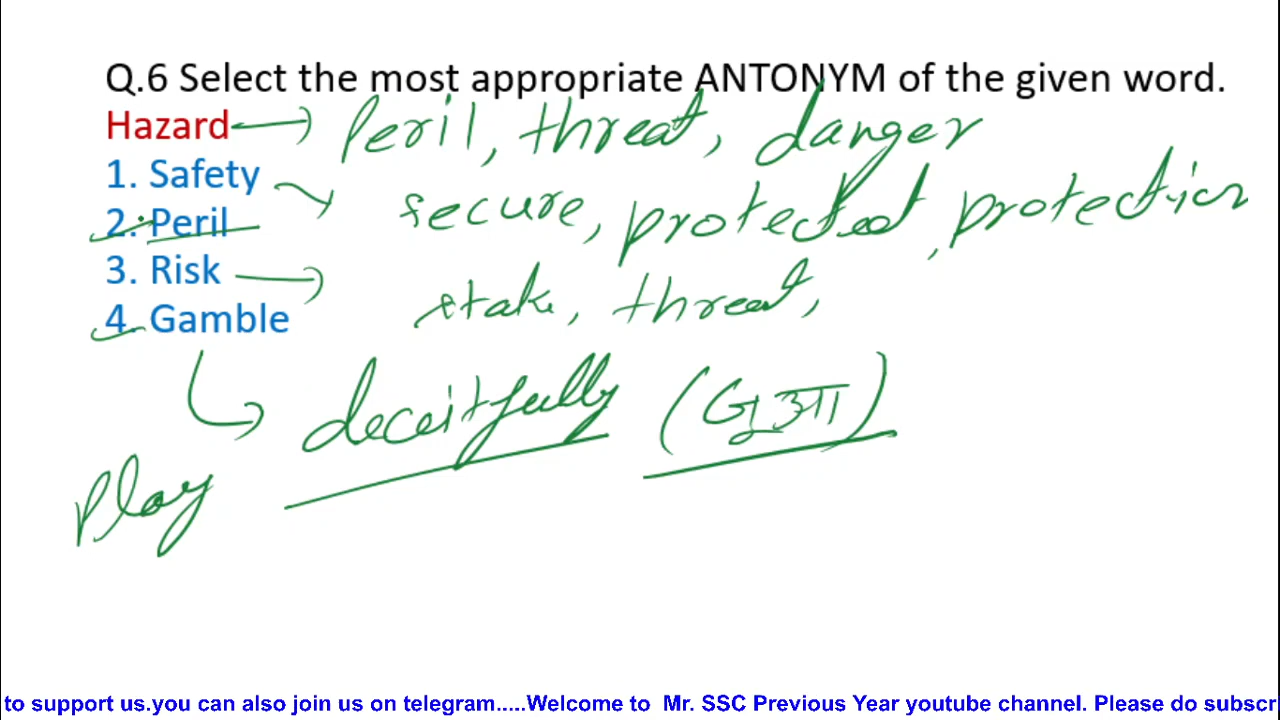 Q.6 Select the most appropriate ANTONYM of the given word.
Hazard → Peril, threat, danger
1. Safety → secure, protected, protection
2. Peril
3. Risk → stake, threat,
4. Gamble
→ deceitfully (जुआ)
Play
to support us.you can also join us on telegram.....Welcome to Mr. SSC Previous Year youtube channel. Please do subscr